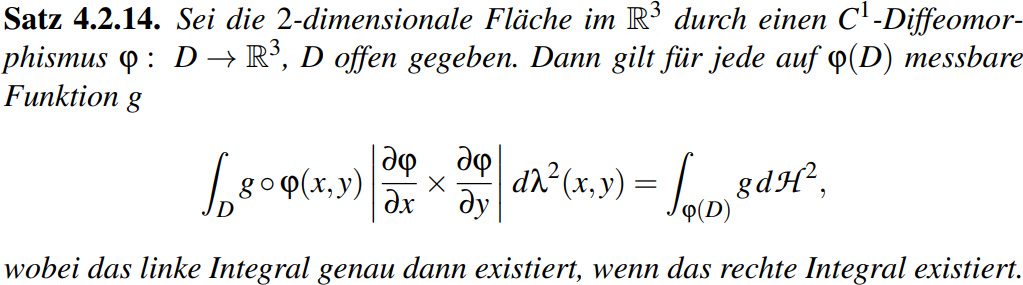 Satz 4.2.14. Sei die 2-dimensionale Fläche im ℝ³ durch einen C¹-Diffeomor-
phismus φ : D → ℝ³, D offen gegeben. Dann gilt für jede auf φ(D) messbare
Funktion g
∫_D g∘φ(x,y) |∂φ/∂x × ∂φ/∂y| dλ²(x,y) = ∫_φ(D) g dℋ²,
wobei das linke Integral genau dann existiert, wenn das rechte Integral existiert.